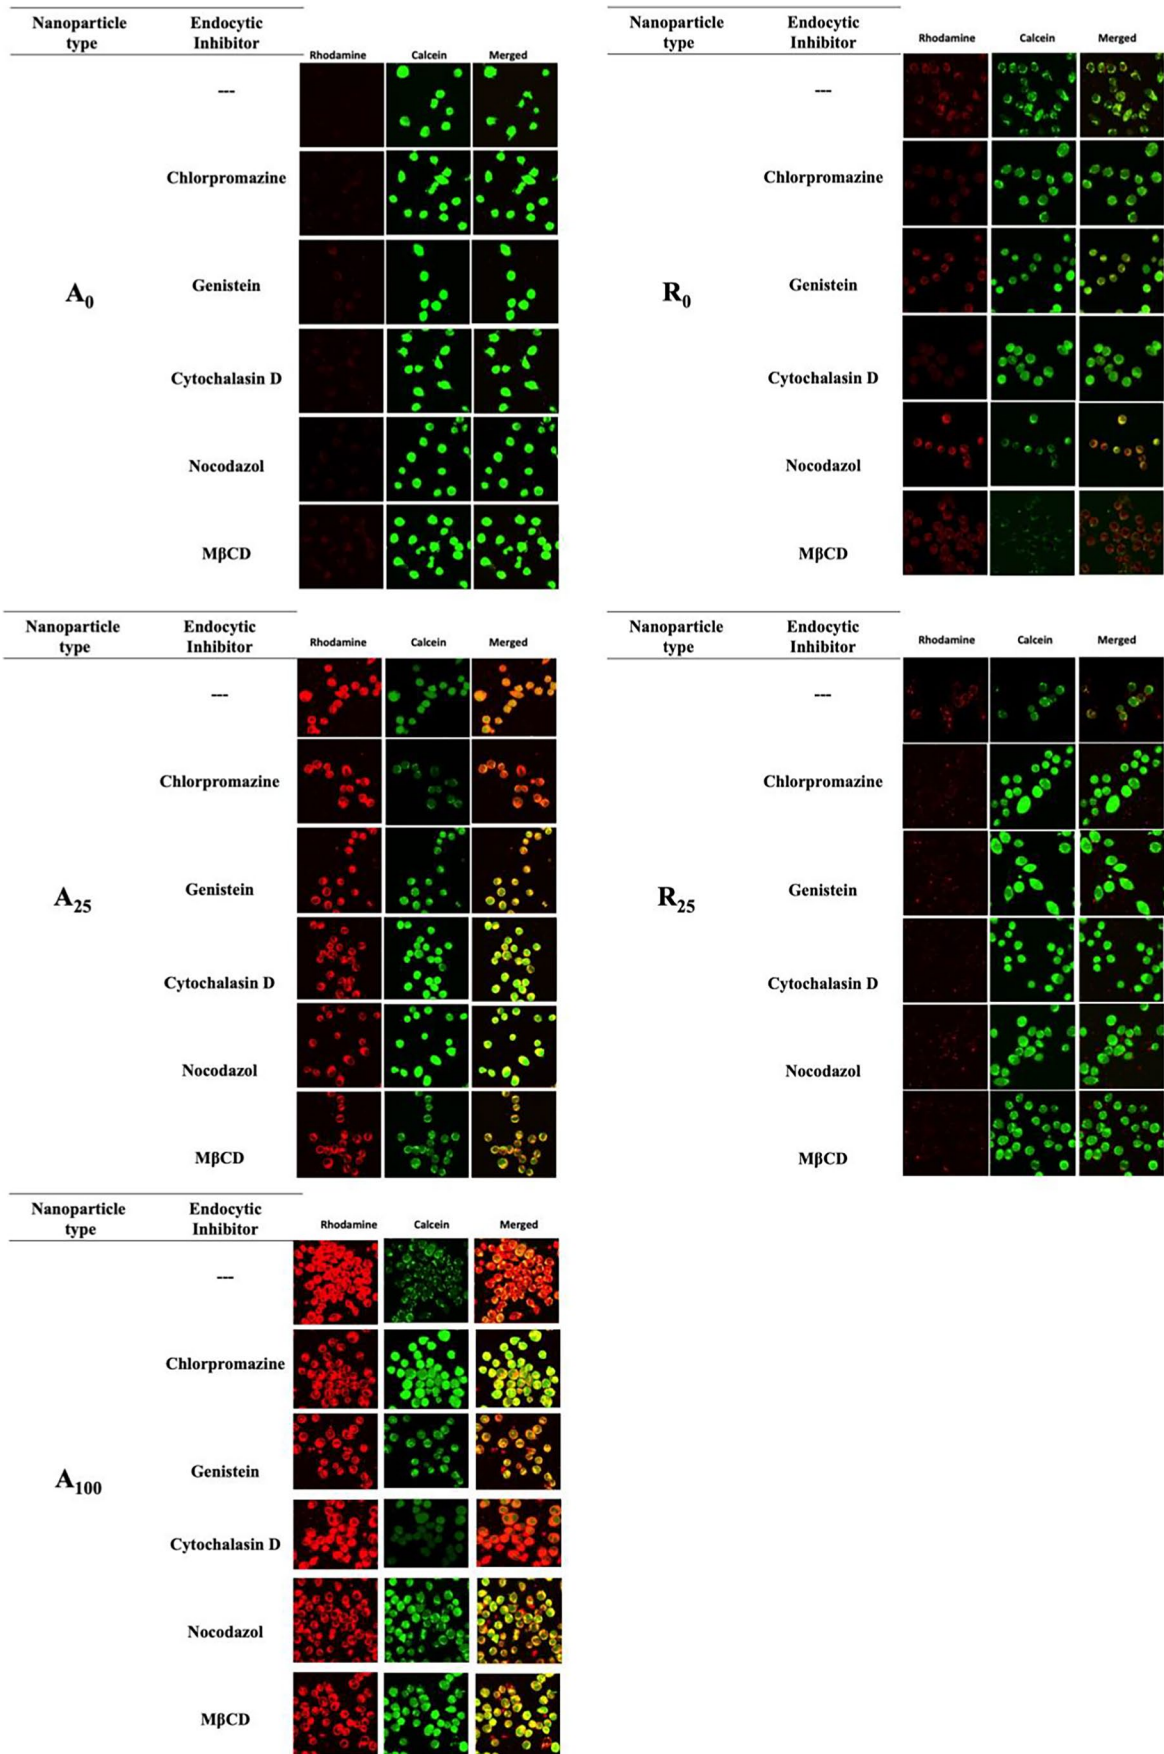 Nanoparticle type
Endocytic Inhibitor
Rhodamine
Calcein
Merged
---
Chlorpromazine
Genistein
A0
Cytochalasin D
Nocodazol
MβCD
Nanoparticle type
Endocytic Inhibitor
Rhodamine
Calcein
Merged
---
Chlorpromazine
Genistein
R0
Cytochalasin D
Nocodazol
MβCD
Nanoparticle type
Endocytic Inhibitor
Rhodamine
Calcein
Merged
---
Chlorpromazine
Genistein
A25
Cytochalasin D
Nocodazol
MβCD
Nanoparticle type
Endocytic Inhibitor
Rhodamine
Calcein
Merged
---
Chlorpromazine
Genistein
R25
Cytochalasin D
Nocodazol
MβCD
Nanoparticle type
Endocytic Inhibitor
Rhodamine
Calcein
Merged
---
Chlorpromazine
Genistein
A100
Cytochalasin D
Nocodazol
MβCD